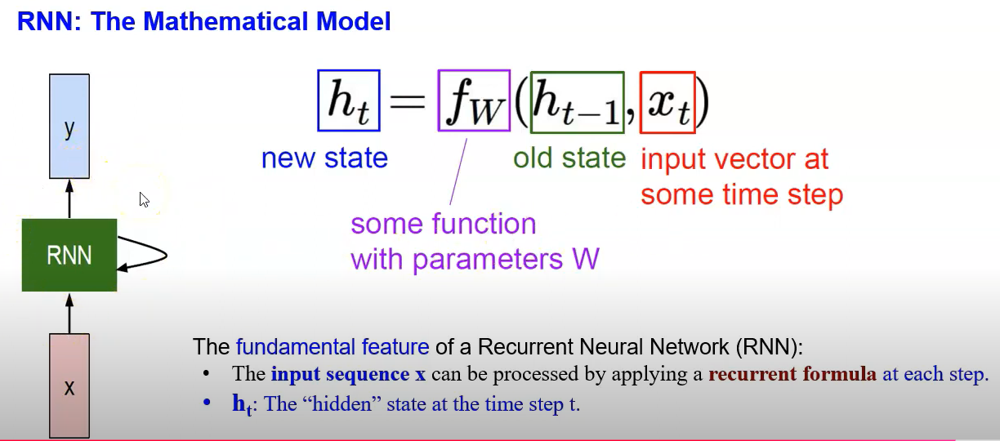 RNN: The Mathematical Model
y
RNN
x
h_t = f_W(h_{t-1}, x_t)
new state
old state
input vector at
some time step
some function
with parameters W
The fundamental feature of a Recurrent Neural Network (RNN):
• The input sequence x can be processed by applying a recurrent formula at each step.
• h_t: The “hidden” state at the time step t.